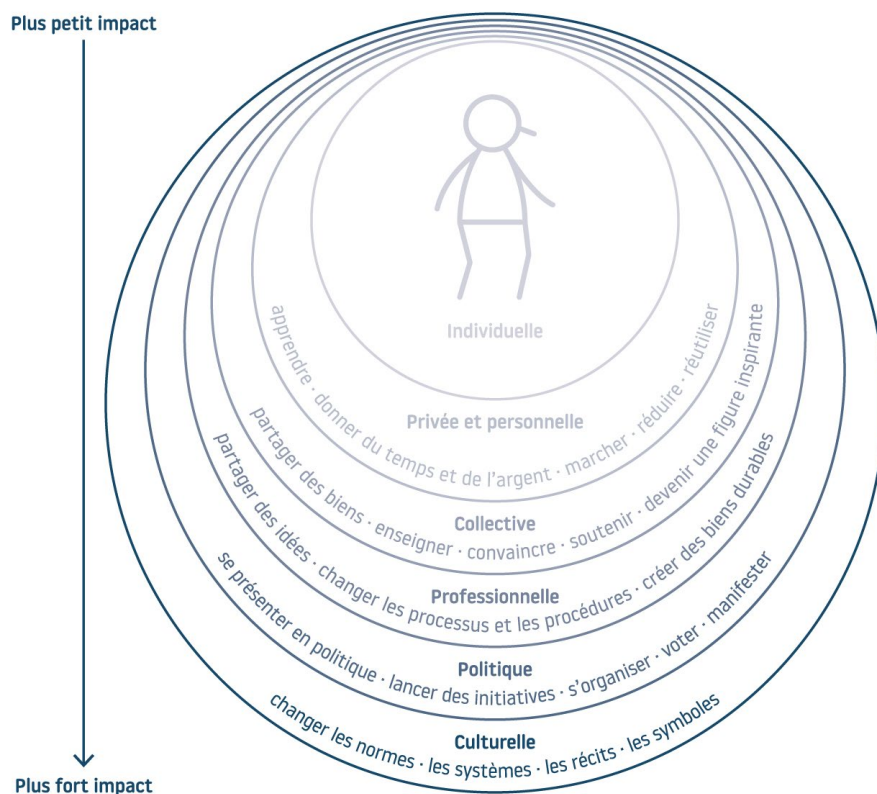 Plus petit impact
Individuelle
Privée et personnelle
apprendre · donner du temps et de l'argent · marcher · réduire · réutiliser
Collective
partager des biens · enseigner · convaincre · soutenir · devenir une figure inspirante
Professionnelle
partager des idées · changer les processus et les procédures · créer des biens durables
Politique
se présenter en politique · lancer des initiatives · s'organiser · voter · manifester
Culturelle
changer les normes · les systèmes · les récits · les symboles
Plus fort impact